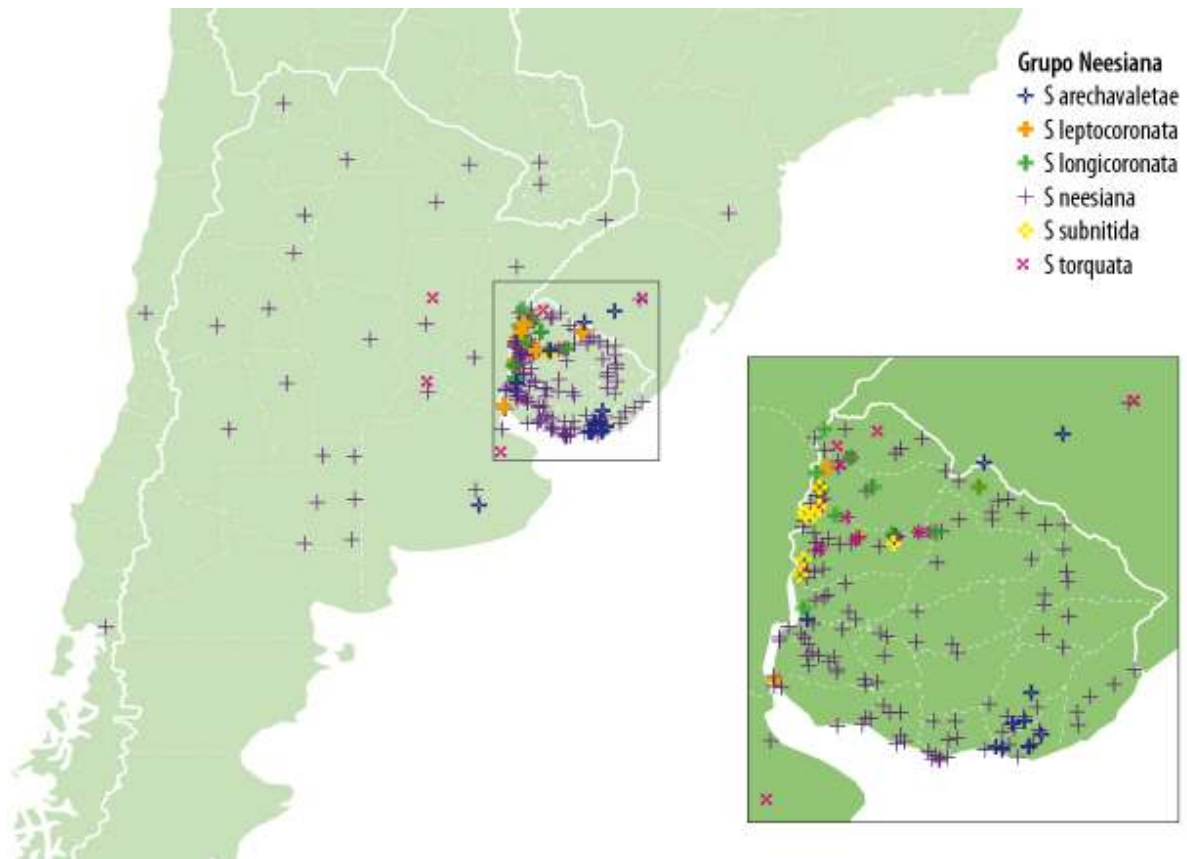 Grupo Neesiana
S arechavaletae
S leptocoronata
S longicoronata
S neesiana
S subnitida
S torquata